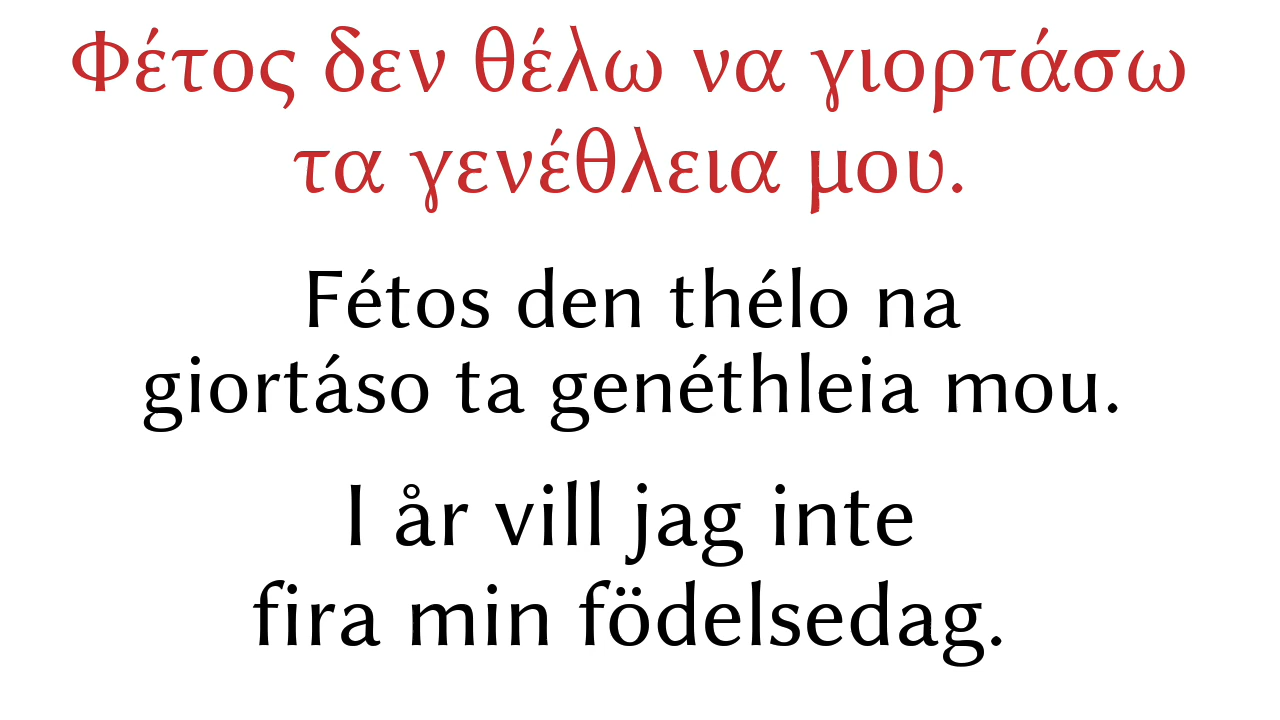 Φέτος δεν θέλω να γιορτάσω
τα γενέθλεια μου.
Fétos den thélo na
giortáso ta genéthleia mou.
I år vill jag inte
fira min födelsedag.